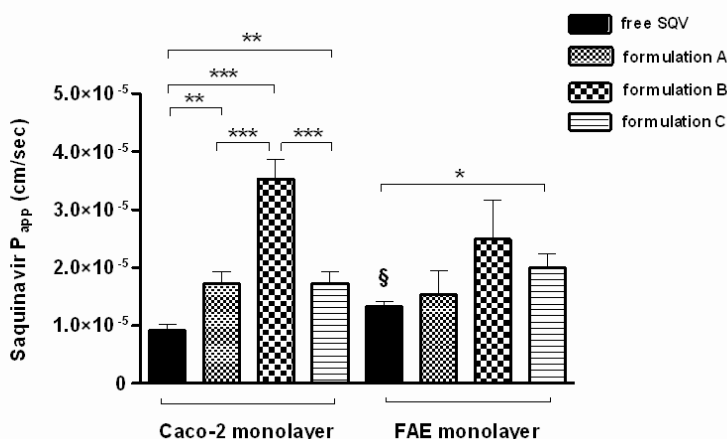 free SQV
formulation A
formulation B
formulation C
**
***
**
***
***
*
§
Saquinavir P app (cm/sec)
5.0×10 -5
4.0×10 -5
3.0×10 -5
2.0×10 -5
1.0×10 -5
0
Caco-2 monolayer
FAE monolayer